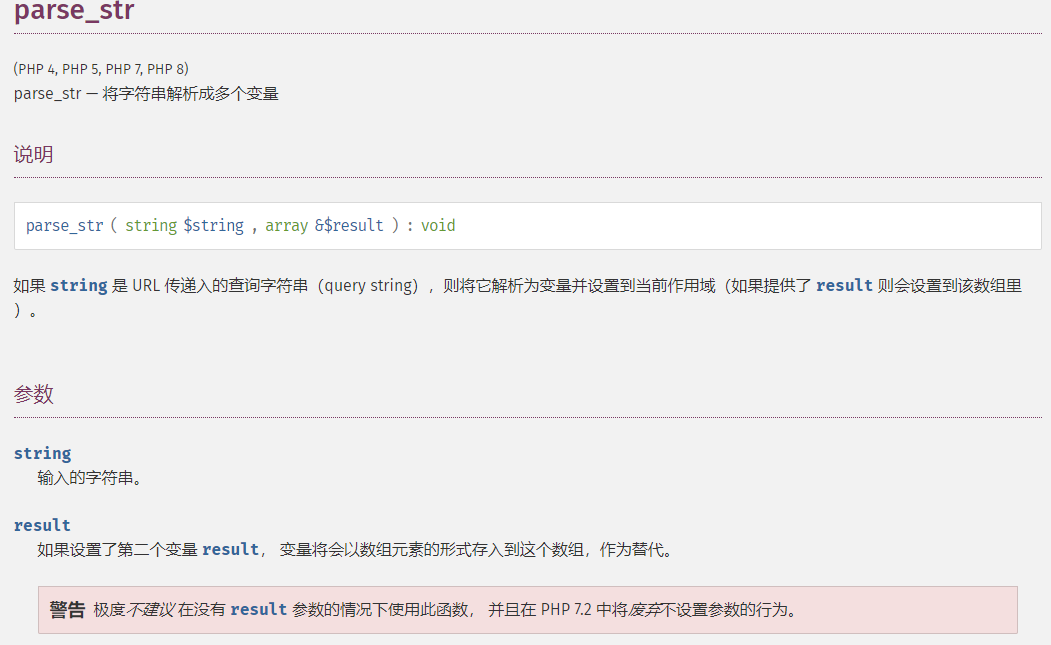 parse_str
(PHP 4, PHP 5, PHP 7, PHP 8)
parse_str — 将字符串解析成多个变量
说明
parse_str ( string $string , array &$result ) : void
如果 string 是 URL 传递入的查询字符串（query string），则将它解析为变量并设置到当前作用域（如果提供了 result 则会设置到该数组里
）。
参数
string
输入的字符串。
result
如果设置了第二个变量 result， 变量将会以数组元素的形式存入到这个数组，作为替代。
警告 极度不建议 在没有 result 参数的情况下使用此函数， 并且在 PHP 7.2 中将废弃不设置参数的行为。